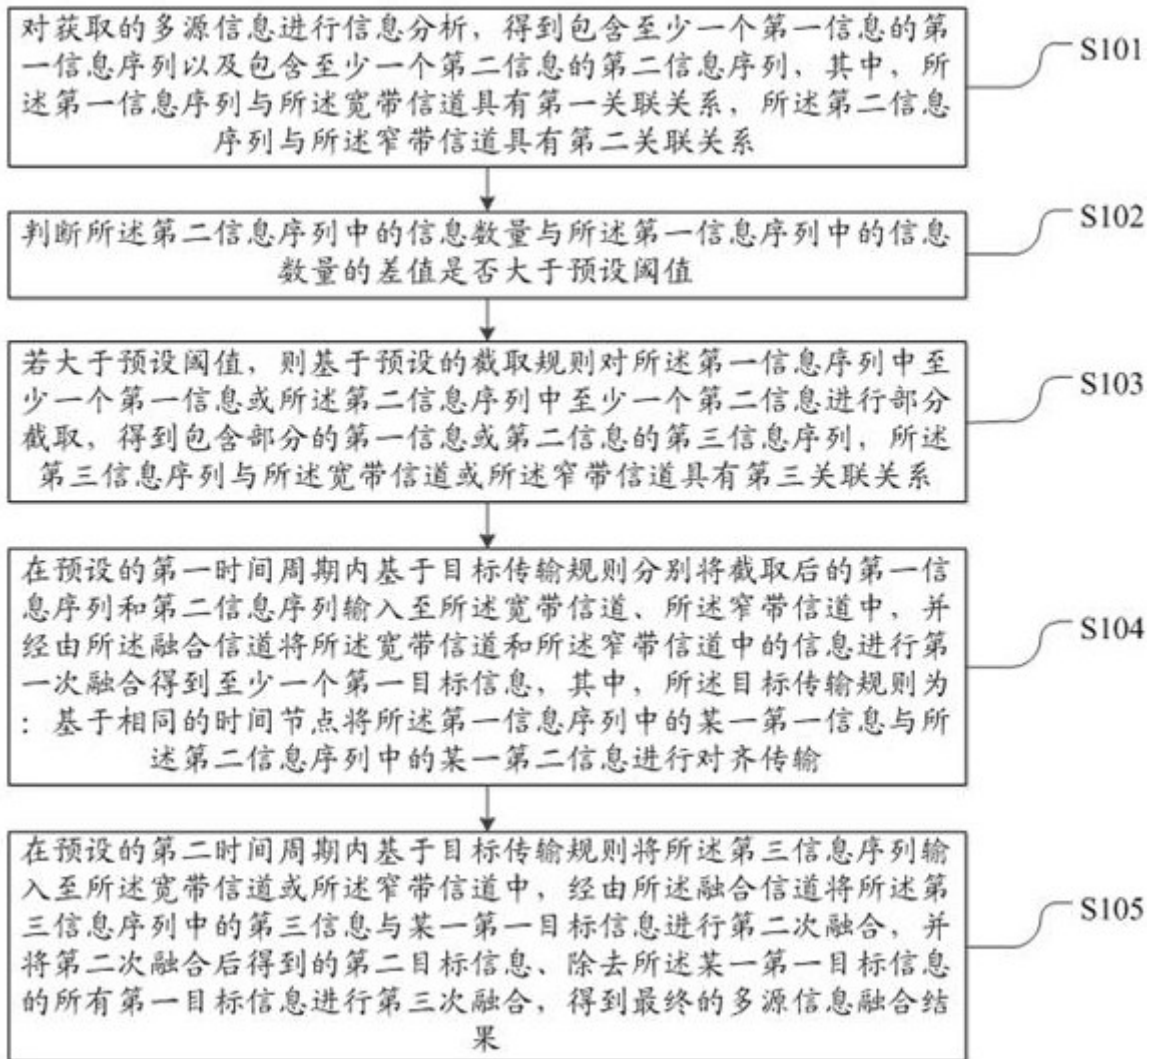 对获取的多源信息进行信息分析，得到包含至少一个第一信息的第
一信息序列以及包含至少一个第二信息的第二信息序列，其中，所
述第一信息序列与所述宽带信道具有第一关联关系，所述第二信息
序列与所述窄带信道具有第二关联关系
S101
判断所述第二信息序列中的信息数量与所述第一信息序列中的信息
数量的差值是否大于预设阈值
S102
若大于预设阈值，则基于预设的截取规则对所述第一信息序列中至
少一个第一信息或所述第二信息序列中至少一个第二信息进行部分
截取，得到包含部分的第一信息或第二信息的第三信息序列，所述
第三信息序列与所述宽带信道或所述窄带信道具有第三关联关系
S103
在预设的第一时间周期内基于目标传输规则分别将截取后的第一信
息序列和第二信息序列输入至所述宽带信道、所述窄带信道中，并
经由所述融合信道将所述宽带信道和所述窄带信道中的信息进行第
一次融合得到至少一个第一目标信息，其中，所述目标传输规则为
：基于相同的时间节点将所述第一信息序列中的某一第一信息与所
述第二信息序列中的某一第二信息进行对齐传输
S104
在预设的第二时间周期内基于目标传输规则将所述第三信息序列输
入至所述宽带信道或所述窄带信道中，经由所述融合信道将所述第
三信息序列中的第三信息与某一第一目标信息进行第二次融合，并
将第二次融合后得到的第二目标信息、除去所述某一第一目标信息
的所有第一目标信息进行第三次融合，得到最终的多源信息融合结
果
S105